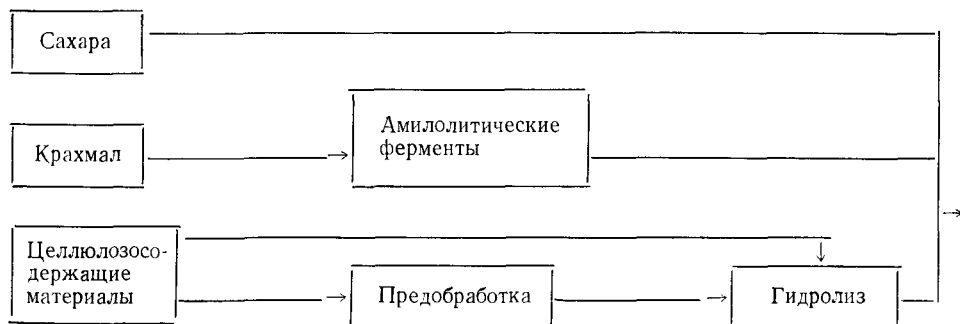 Сахара
Крахмал
Амилолитические
ферменты
Целлюлозосо-
держащие
материалы
Предобработка
Гидролиз